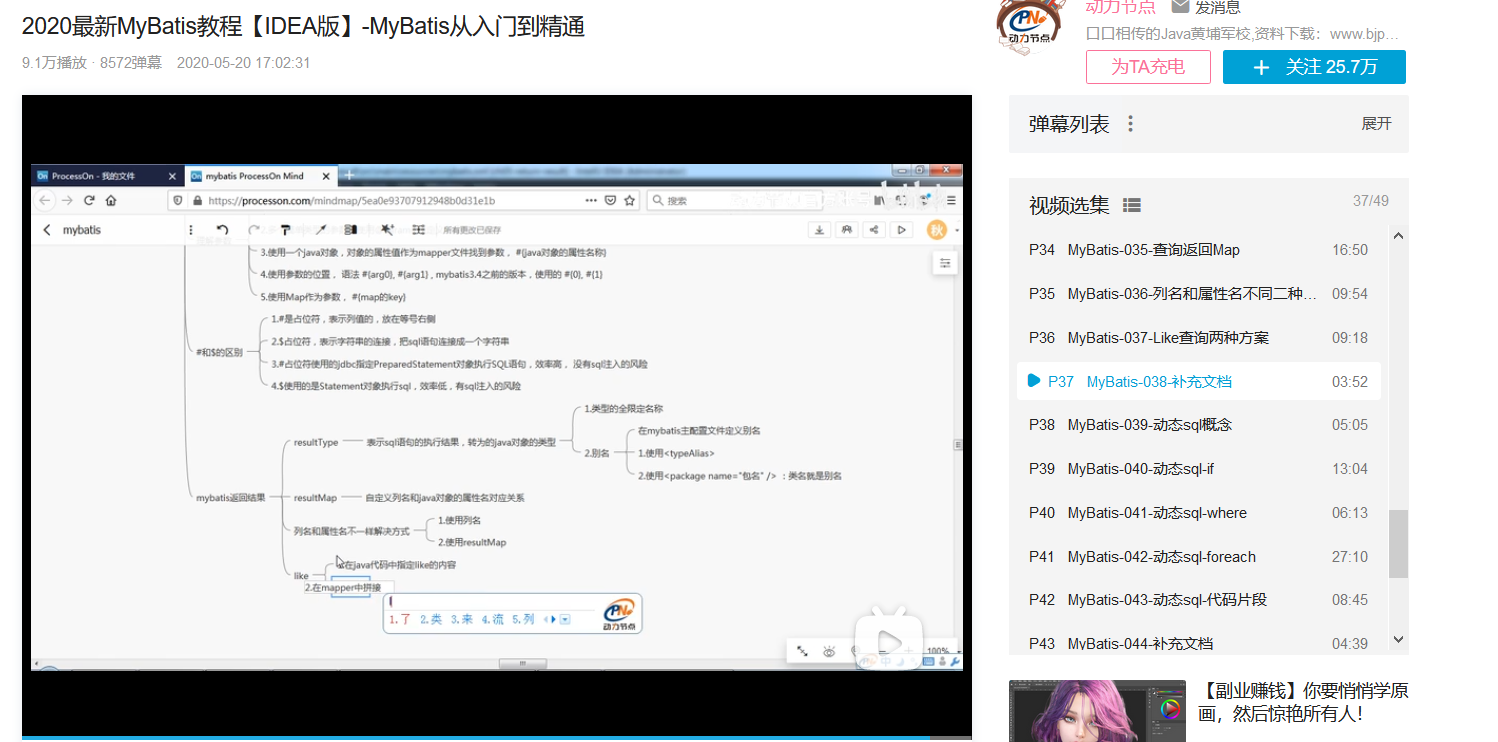 2020最新MyBatis教程【IDEA版】-MyBatis从入门到精通
9.1万播放 · 8572弹幕 2020-05-20 17:02:31
动力节点
发消息
口口相传的Java黄埔军校,资料下载：www.bjp…
为TA充电
+ 关注 25.7万
ProcessOn - 我的文件
mybatis ProcessOn Mind
https://processon.com/mindmap/5ea0e93707912948b0d31e1b
搜索
mybatis
所有更改已保存
秋
3.使用一个java对象，对象的属性值作为mapper文件找到参数， #{java对象的属性名称}
4.使用参数的位置， 语法 #{arg0}, #{arg1} , mybatis3.4之前的版本，使用的 #{0}, #{1}
5.使用Map作为参数， #{map的key}
#和$的区别
1.#是占位符，表示列值的，放在等号右侧
2.$占位符，表示字符串的连接，把sql语句连接成一个字符串
3.#占位符使用的jdbc指定PreparedStatement对象执行SQL语句，效率高， 没有sql注入的风险
4.$使用的是Statement对象执行sql，效率低，有sql注入的风险
mybatis返回结果
resultType
表示sql语句的执行结果，转为的java对象的类型
1.类型的全限定名称
2.别名
在mybatis主配置文件定义别名
1.使用<typeAlias>
2.使用<package name="包名" /> ：类名就是别名
resultMap
自定义列名和java对象的属性名对应关系
列名和属性名不一样解决方式
1.使用列名
2.使用resultMap
like
在java代码中指定like的内容
2.在mapper中拼接
l
1.了 2.类 3.来 4.流 5.列
动力节点
100%
弹幕列表
展开
视频选集
37/49
P34 MyBatis-035-查询返回Map 16:50
P35 MyBatis-036-列名和属性名不同二种… 09:54
P36 MyBatis-037-Like查询两种方案 09:18
P37 MyBatis-038-补充文档 03:52
P38 MyBatis-039-动态sql概念 05:05
P39 MyBatis-040-动态sql-if 13:04
P40 MyBatis-041-动态sql-where 06:13
P41 MyBatis-042-动态sql-foreach 27:10
P42 MyBatis-043-动态sql-代码片段 08:45
P43 MyBatis-044-补充文档 04:39
【副业赚钱】你要悄悄学原
画，然后惊艳所有人！